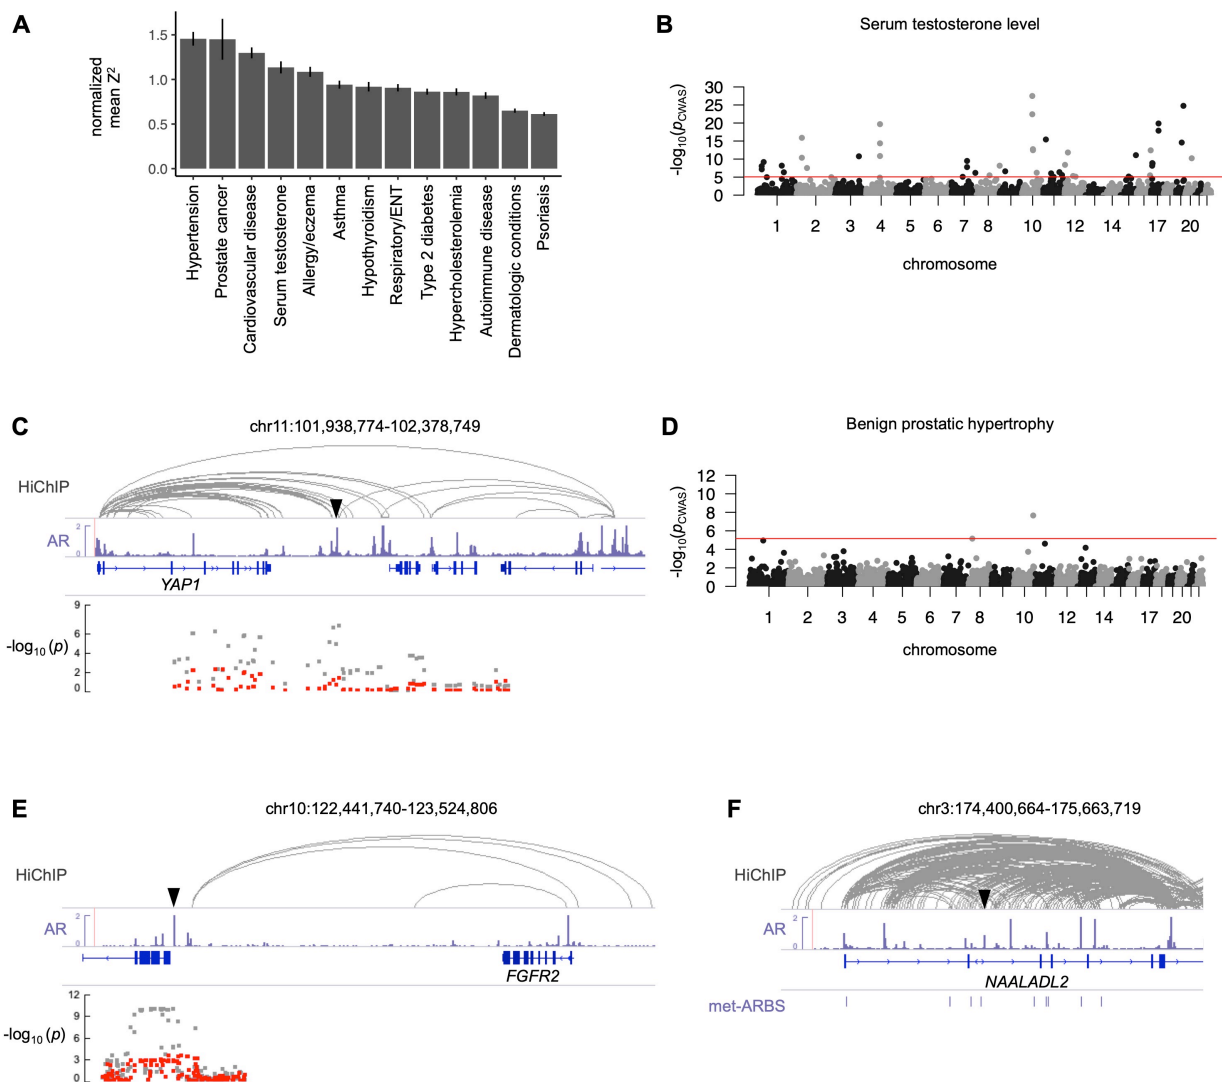 A
normalized
mean Z²
1.5
1.0
0.5
0.0
Hypertension
Prostate cancer
Cardiovascular disease
Serum testosterone
Allergy/eczema
Asthma
Hypothyroidism
Respiratory/ENT
Type 2 diabetes
Hypercholesterolemia
Autoimmune disease
Dermatologic conditions
Psoriasis
B
Serum testosterone level
-log₁₀(pCWAS)
30
25
20
15
10
5
0
1 2 3 4 5 6 7 8 10 12 14 17 20
chromosome
C
chr11:101,938,774-102,378,749
HiChIP
AR
2
0
YAP1
-log₁₀ (p)
9
6
4
2
0
D
Benign prostatic hypertrophy
-log₁₀(pCWAS)
12
10
8
6
4
2
0
1 2 3 4 5 6 7 8 10 12 14 17 20
chromosome
E
chr10:122,441,740-123,524,806
HiChIP
AR
2
0
FGFR2
-log₁₀ (p)
12
9
6
3
0
F
chr3:174,400,664-175,663,719
HiChIP
AR
2
0
NAALADL2
met-ARBS